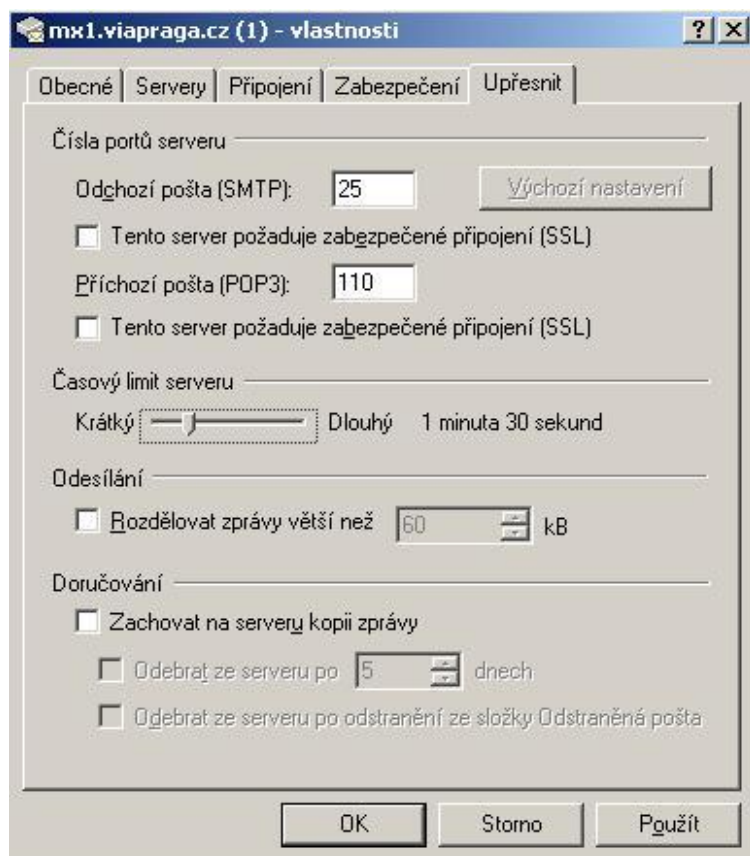 mx1.viapraga.cz (1) - vlastnosti
Obecné Servery Připojení Zabezpečení Upřesnit
Čísla portů serveru
Odchozí pošta (SMTP): 25 Výchozí nastavení
Tento server požaduje zabezpečené připojení (SSL)
Příchozí pošta (POP3): 110
Tento server požaduje zabezpečené připojení (SSL)
Časový limit serveru
Krátký Dlouhý 1 minuta 30 sekund
Odesílání
Rozdělovat zprávy větší než 60 kB
Doručování
Zachovat na serveru kopii zprávy
Odebrat ze serveru po 5 dnech
Odebrat ze serveru po odstranění ze složky Odstraněná pošta
OK Storno Použít